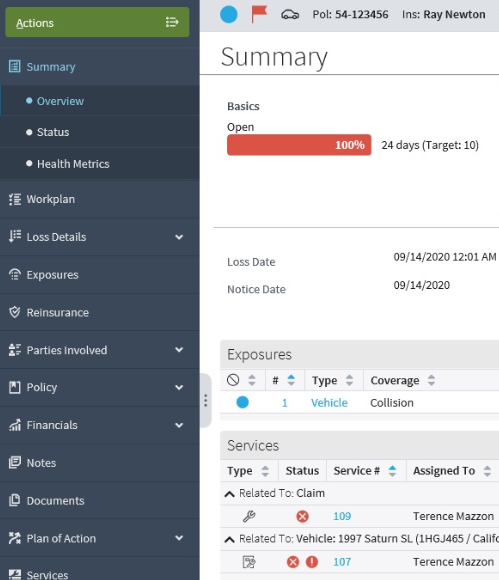 Actions
Summary
Overview
Status
Health Metrics
Workplan
Loss Details
Exposures
Reinsurance
Parties Involved
Policy
Financials
Notes
Documents
Plan of Action
Services
Pol: 54-123456 Ins: Ray Newton
Summary
Basics
Open
100% 24 days (Target: 10)
Loss Date 09/14/2020 12:01 AM
Notice Date 09/14/2020
Exposures
# Type Coverage
1 Vehicle Collision
Services
Type Status Service # Assigned To
Related To: Claim
109 Terence Mazzon
Related To: Vehicle: 1997 Saturn SL (1HGJ465 / Califo
107 Terence Mazzon